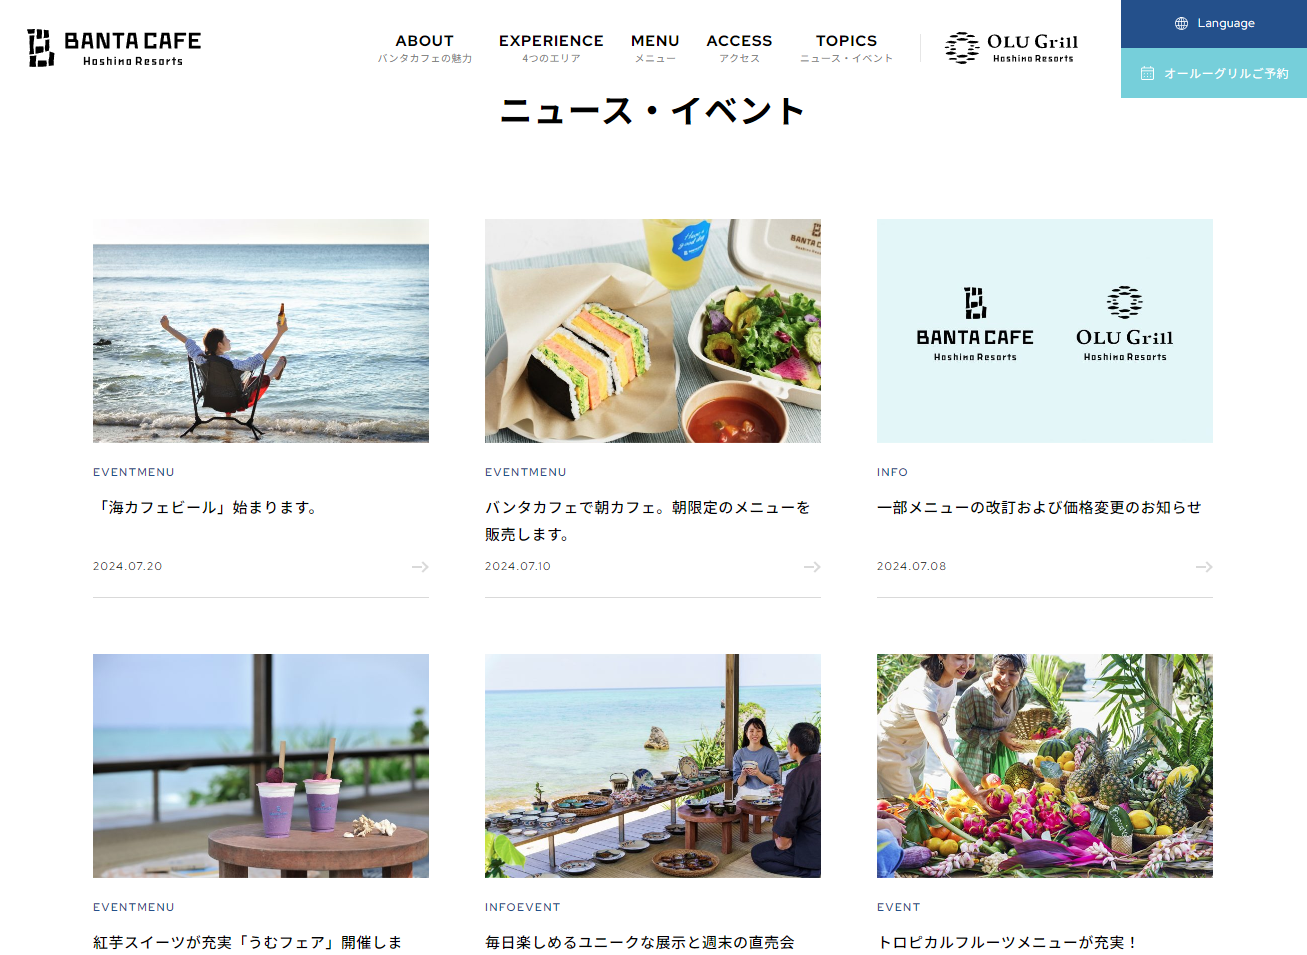 BANTA CAFE
Hoshino Resorts
ABOUT
バンタカフェの魅力
EXPERIENCE
4つのエリア
MENU
メニュー
ACCESS
アクセス
TOPICS
ニュース・イベント
OLU Grill
Hoshino Resorts
Language
オールーグリルご予約
ニュース・イベント
BANTA CAFE
Hoshino Resorts
OLU Grill
Hoshino Resorts
EVENTMENU
「海カフェビール」始まります。
2024.07.20
EVENTMENU
バンタカフェで朝カフェ。朝限定のメニューを
販売します。
2024.07.10
INFO
一部メニューの改訂および価格変更のお知らせ
2024.07.08
EVENTMENU
紅芋スイーツが充実「うむフェア」開催しま
INFOEVENT
毎日楽しめるユニークな展示と週末の直売会
EVENT
トロピカルフルーツメニューが充実！